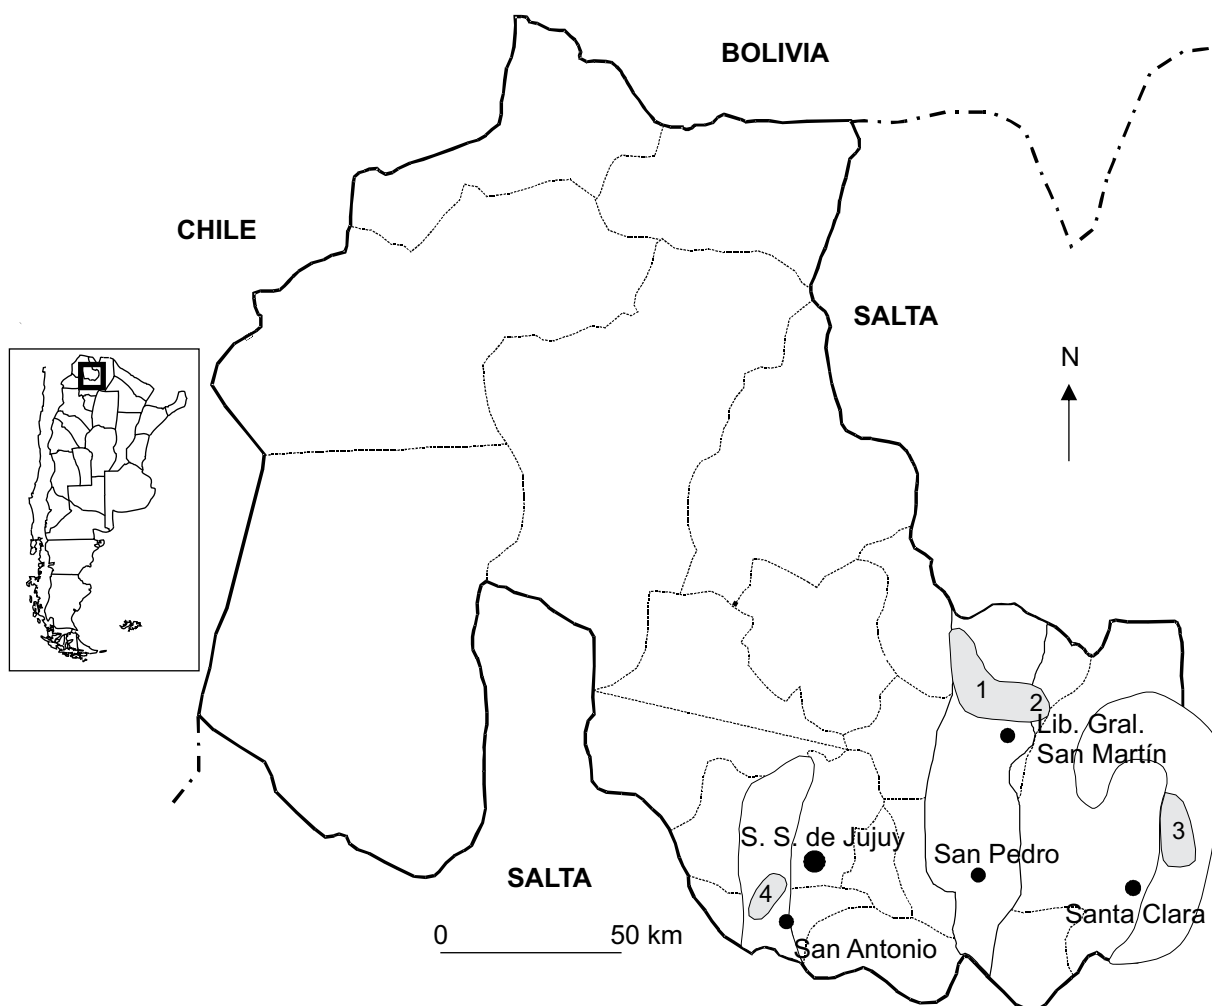 BOLIVIA
CHILE
SALTA
N
1
2
Lib. Gral.
San Martín
3
S. S. de Jujuy
San Pedro
SALTA
4
Santa Clara
0
50 km
San Antonio